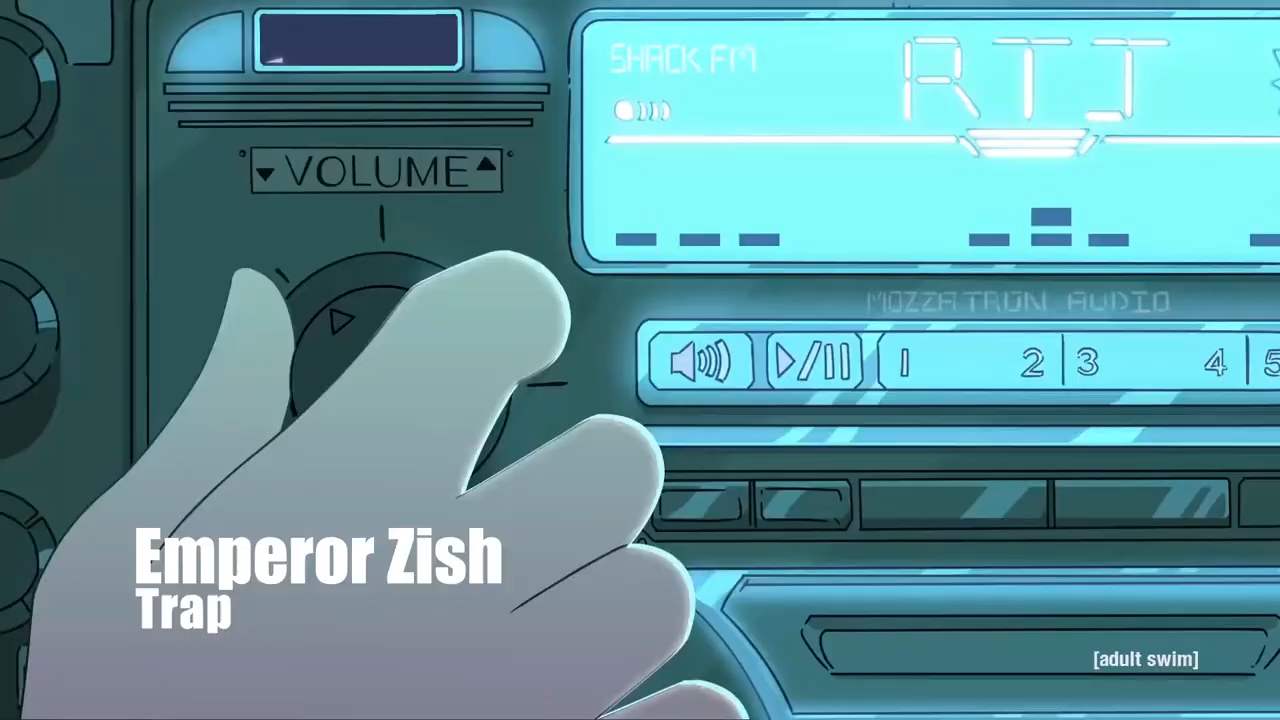 SHACK FM
RTJ
VOLUME
MOZZATRON AUDIO
1 2 3 4 5
Emperor Zish
Trap
[adult swim]